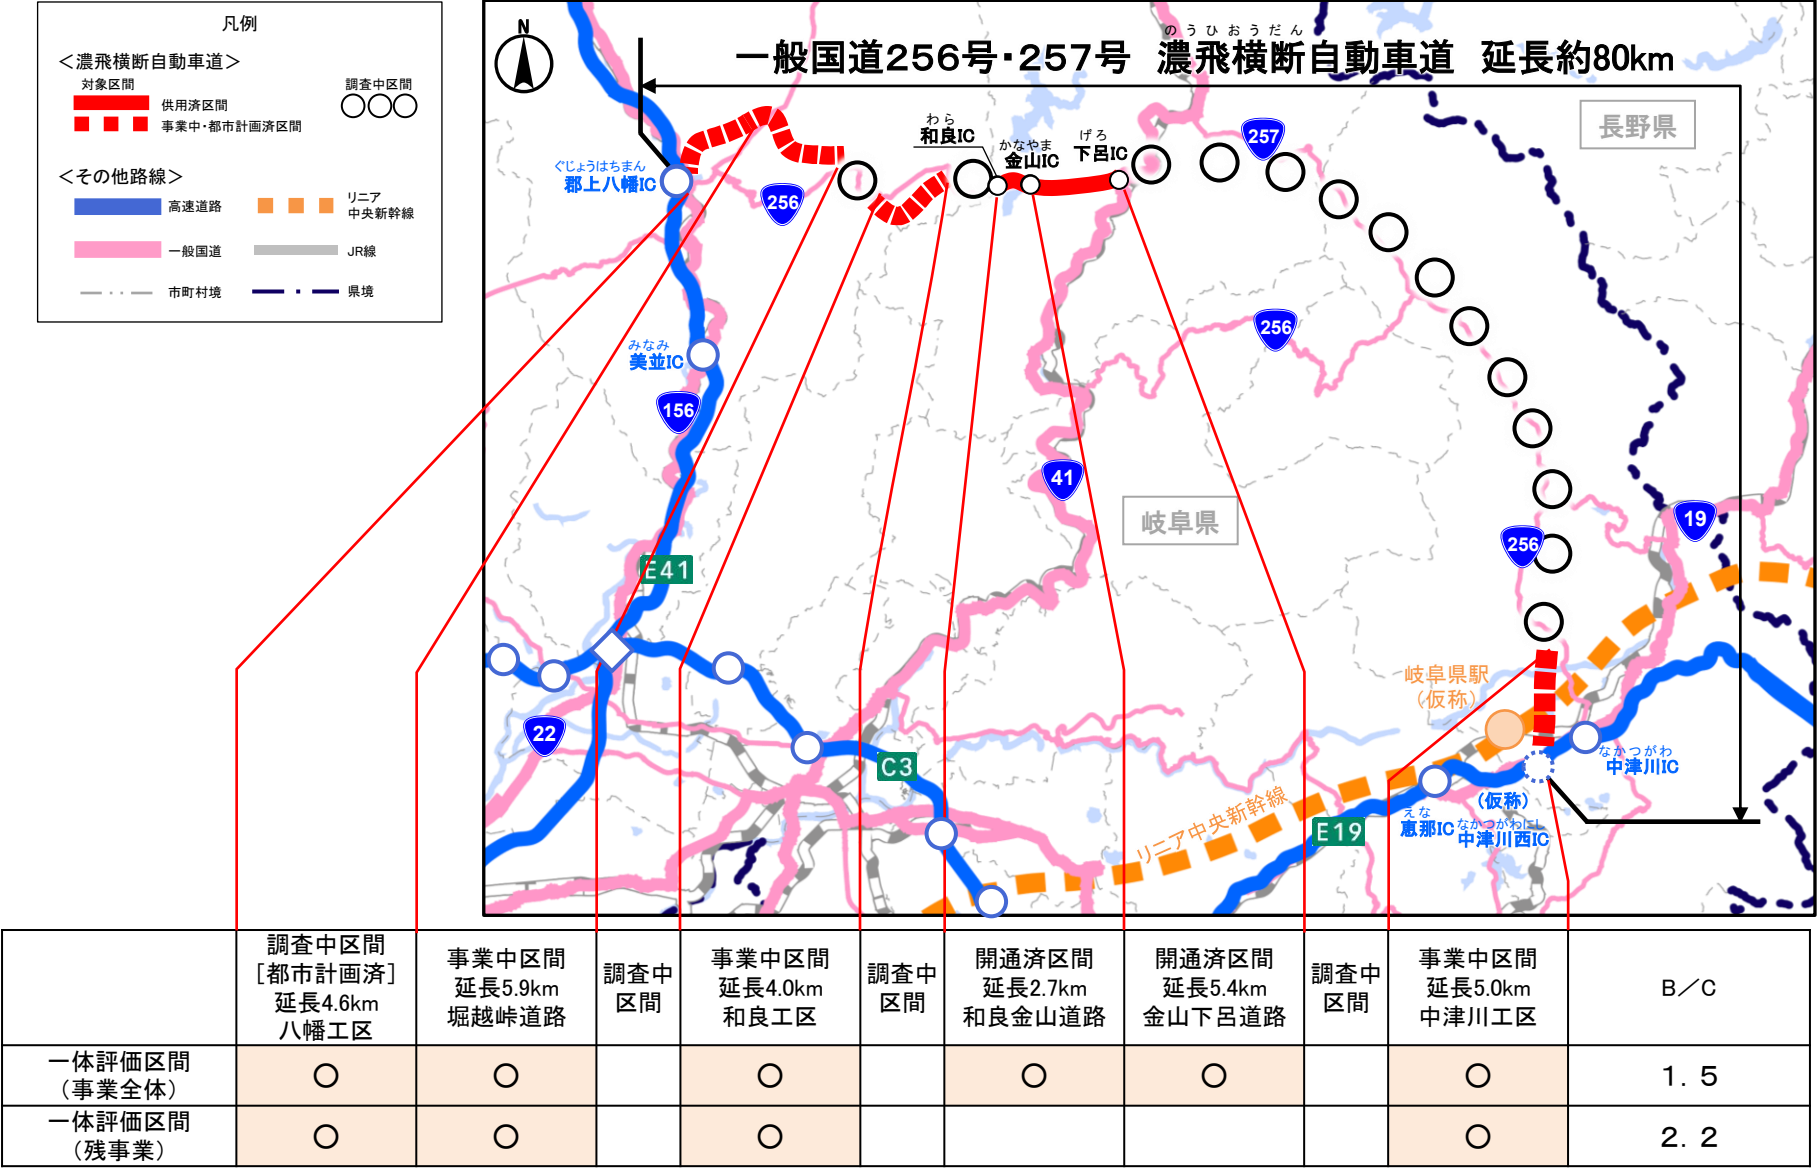 凡例
＜濃飛横断自動車道＞
対象区間
調査中区間
供用済区間
事業中・都市計画済区間
＜その他路線＞
高速道路
リニア
中央新幹線
一般国道
JR線
市町村境
県境
N
のうひおうだん
一般国道256号・257号 濃飛横断自動車道 延長約80km
長野県
257
わら
和良IC
かなやま
金山IC
げろ
下呂IC
ぐじょうはちまん
郡上八幡IC
256
みなみ
美並IC
256
156
41
岐阜県
19
256
E41
岐阜県駅
（仮称）
22
C3
なかつがわ
中津川IC
リニア中央新幹線
E19
えな
恵那IC
（仮称）
なかつがわにし
中津川西IC
調査中区間
［都市計画済］
延長4.6km
八幡工区
事業中区間
延長5.9km
堀越峠道路
調査中
区間
事業中区間
延長4.0km
和良工区
調査中
区間
開通済区間
延長2.7km
和良金山道路
開通済区間
延長5.4km
金山下呂道路
調査中
区間
事業中区間
延長5.0km
中津川工区
B／C
一体評価区間
（事業全体）
○ ○ ○ ○ ○ ○ 1.5
一体評価区間
（残事業）
○ ○ ○ ○ 2.2